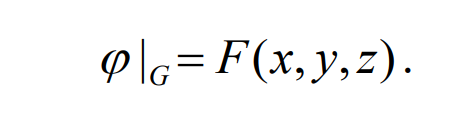 φ|_G = F(x, y, z).